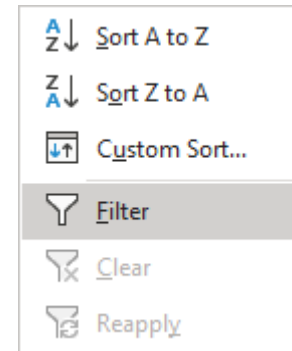 Sort A to Z
Sort Z to A
Custom Sort...
Filter
Clear
Reapply